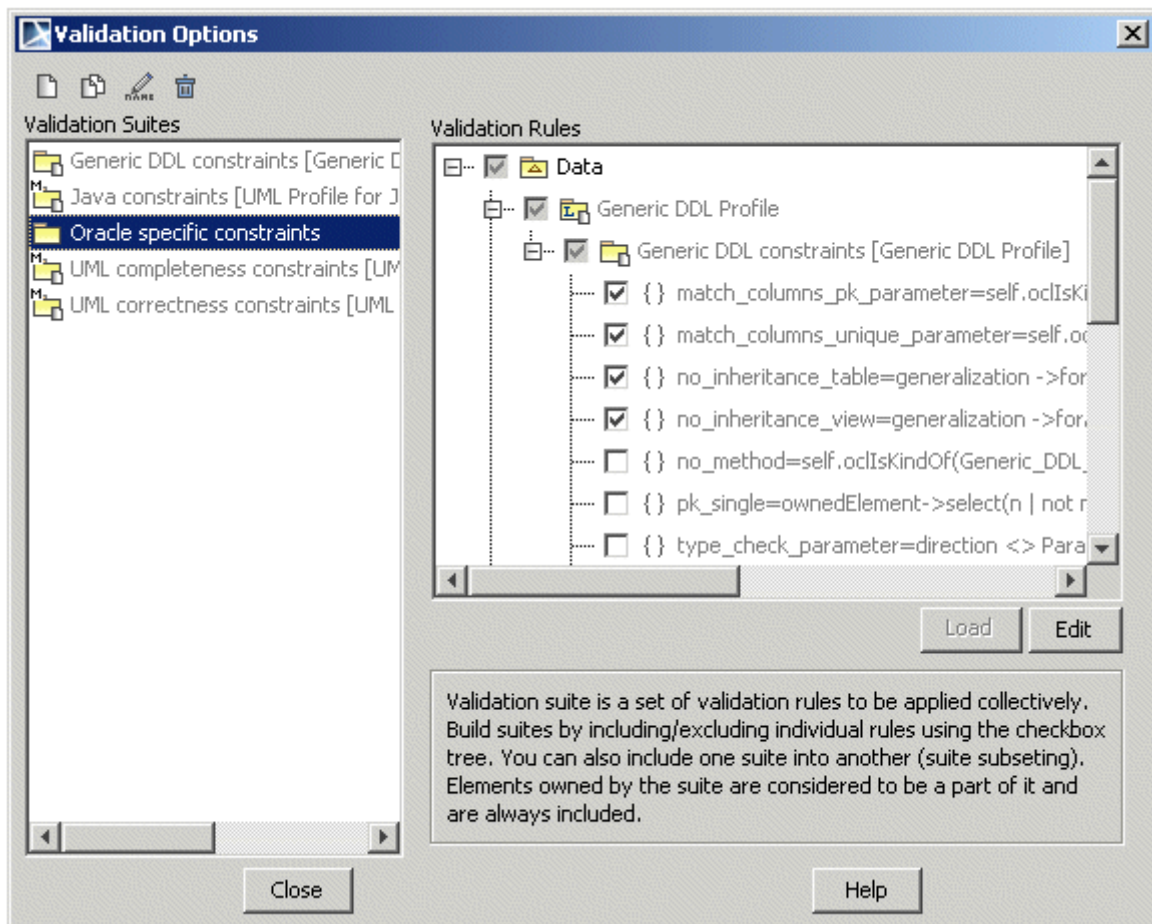 Validation Options
NAME
Validation Suites
Generic DDL constraints [Generic D
Java constraints [UML Profile for J
Oracle specific constraints
UML completeness constraints [UM
UML correctness constraints [UML
Validation Rules
Data
Generic DDL Profile
Generic DDL constraints [Generic DDL Profile]
{ } match_columns_pk_parameter=self.oclIsKi
{ } match_columns_unique_parameter=self.oc
{ } no_inheritance_table=generalization ->for
{ } no_inheritance_view=generalization ->forA
{ } no_method=self.oclIsKindOf(Generic_DDL_
{ } pk_single=ownedElement->select(n | not n
{ } type_check_parameter=direction <> Para
Load Edit
Validation suite is a set of validation rules to be applied collectively.
Build suites by including/excluding individual rules using the checkbox
tree. You can also include one suite into another (suite subseting).
Elements owned by the suite are considered to be a part of it and
are always included.
Close Help